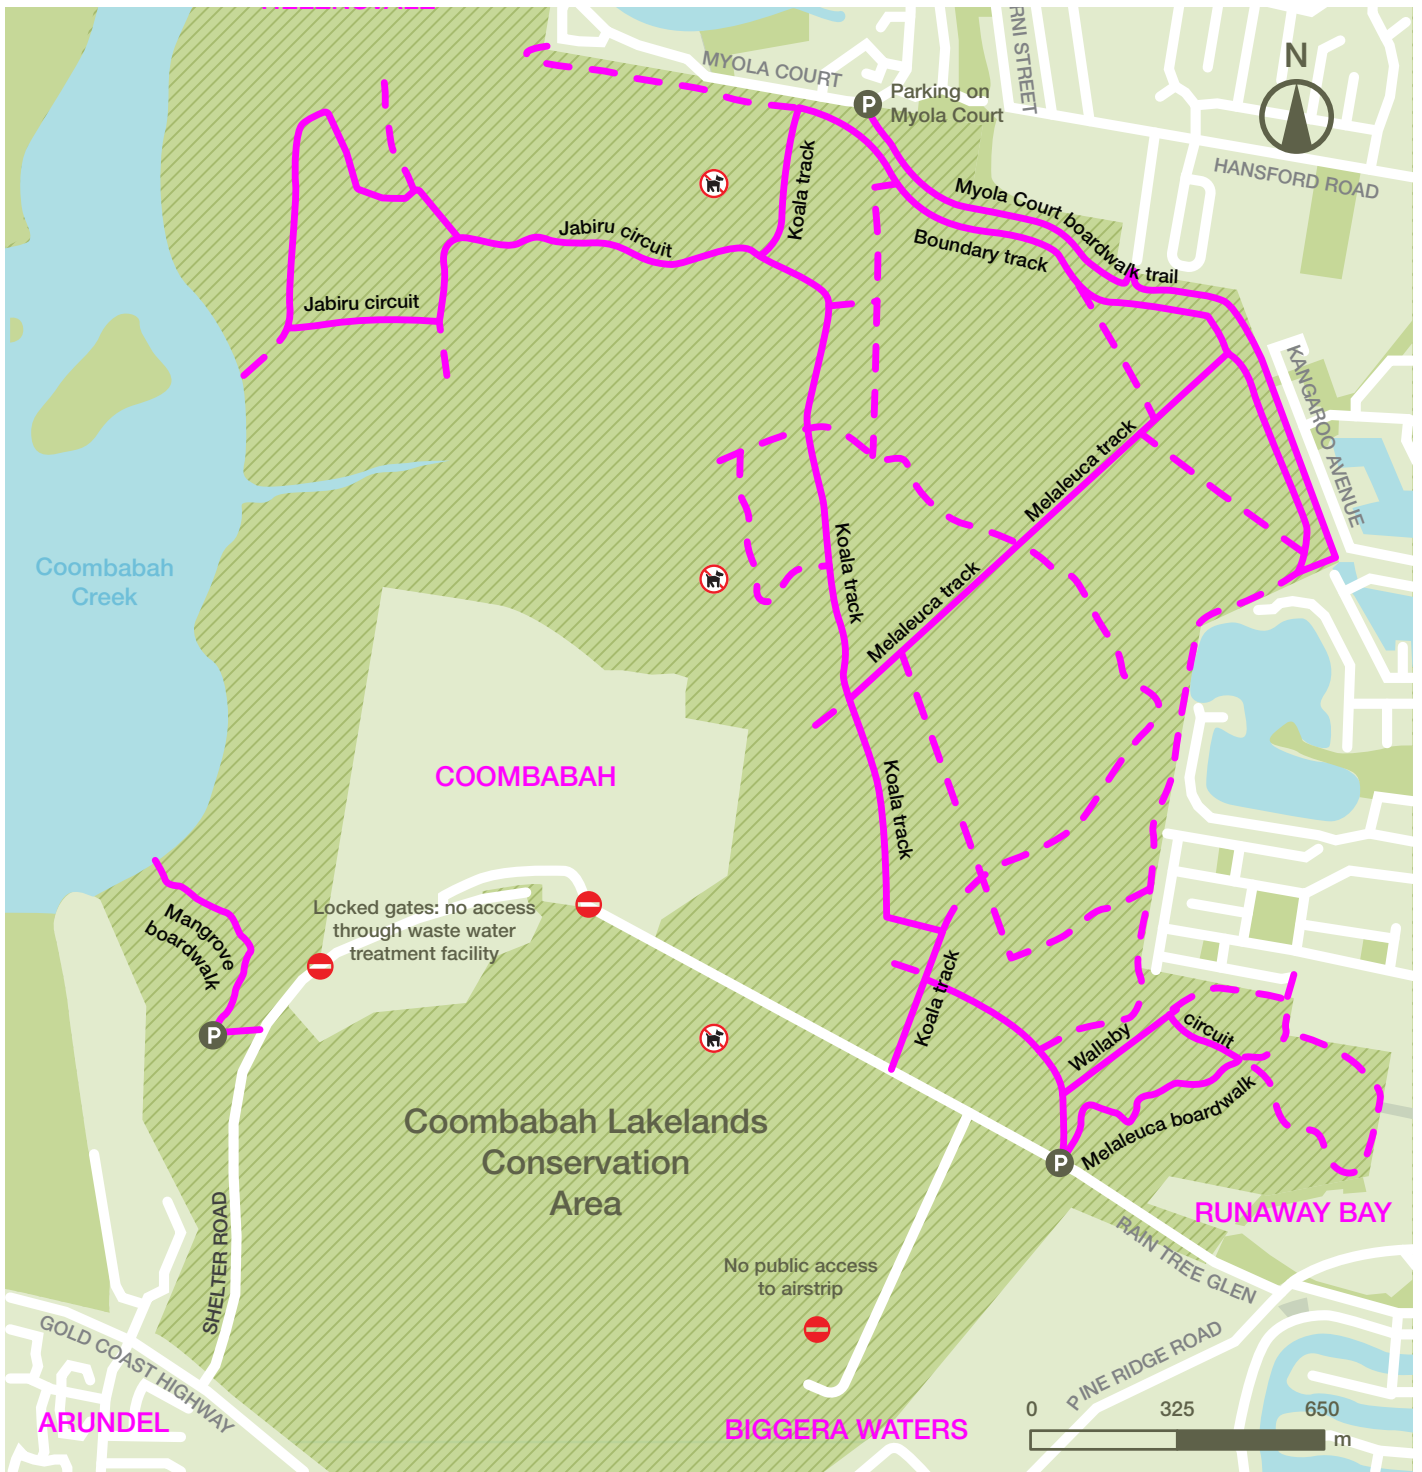 MYOLA COURT
RNI STREET
N
P
Parking on
Myola Court
HANSFORD ROAD
Koala track
Myola Court boardwalk trail
Jabiru circuit
Boundary track
Jabiru circuit
KANGAROO AVENUE
Melaleuca track
Koala track
Coombabah
Creek
Melaleuca track
COOMBABAH
Koala track
Locked gates: no access
through waste water
treatment facility
Mangrove
boardwalk
Koala track
P
Wallaby
circuit
Melaleuca boardwalk
Coombabah Lakelands
Conservation
Area
P
RUNAWAY BAY
SHELTER ROAD
RAIN TREE GLEN
No public access
to airstrip
GOLD COAST HIGHWAY
PINE RIDGE ROAD
ARUNDEL
BIGGERA WATERS
0 325 650
m